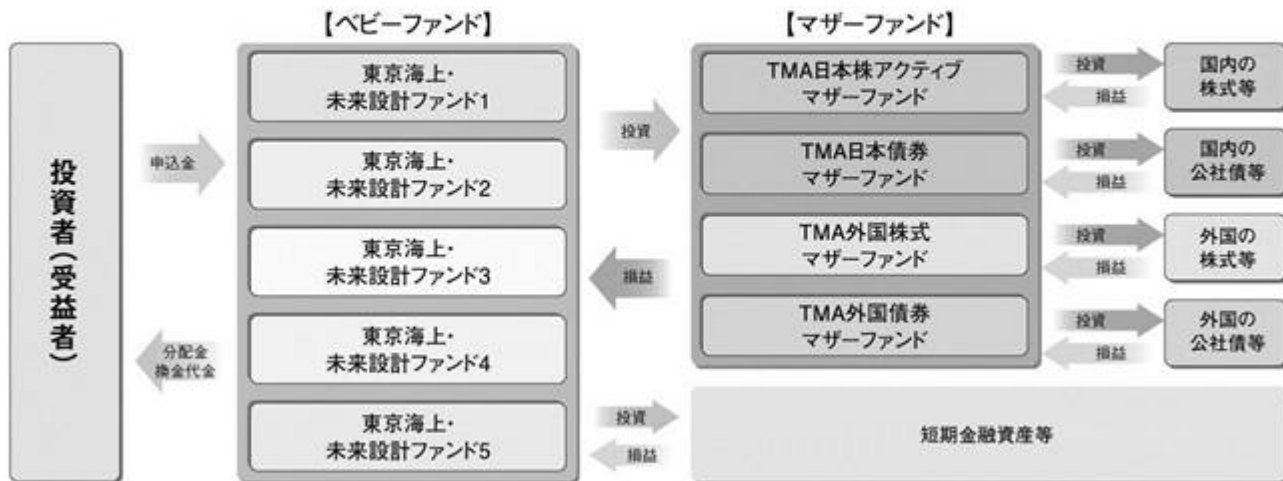 【ベビーファンド】
【マザーファンド】
投資者(受益者)
申込金
分配金
換金代金
東京海上・
未来設計ファンド1
東京海上・
未来設計ファンド2
東京海上・
未来設計ファンド3
東京海上・
未来設計ファンド4
東京海上・
未来設計ファンド5
投資
損益
投資
損益
TMA日本株アクティブ
マザーファンド
TMA日本債券
マザーファンド
TMA外国株式
マザーファンド
TMA外国債券
マザーファンド
投資
損益
国内の
株式等
投資
損益
国内の
公社債等
投資
損益
外国の
株式等
投資
損益
外国の
公社債等
短期金融資産等